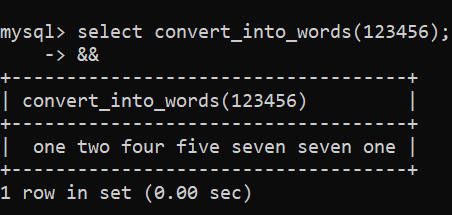 mysql> select convert_into_words(123456);
    -> &&
+-----------------------------------+
| convert_into_words(123456)        |
+-----------------------------------+
|  one two four five seven seven one |
+-----------------------------------+
1 row in set (0.00 sec)